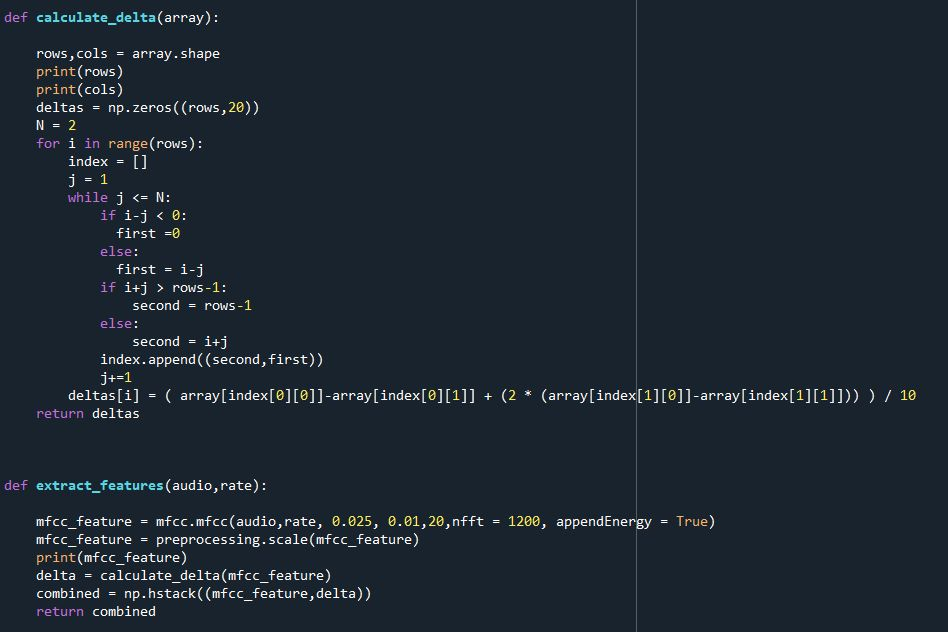 def calculate_delta(array):
    rows,cols = array.shape
    print(rows)
    print(cols)
    deltas = np.zeros((rows,20))
    N = 2
    for i in range(rows):
        index = []
        j = 1
        while j <= N:
            if i-j < 0:
              first =0
            else:
              first = i-j
            if i+j > rows-1:
                second = rows-1
            else:
                second = i+j
            index.append((second,first))
            j+=1
        deltas[i] = ( array[index[0][0]]-array[index[0][1]] + (2 * (array[index[1][0]]-array[index[1][1]])) ) / 10
    return deltas
def extract_features(audio,rate):
    mfcc_feature = mfcc.mfcc(audio,rate, 0.025, 0.01,20,nfft = 1200, appendEnergy = True)
    mfcc_feature = preprocessing.scale(mfcc_feature)
    print(mfcc_feature)
    delta = calculate_delta(mfcc_feature)
    combined = np.hstack((mfcc_feature,delta))
    return combined